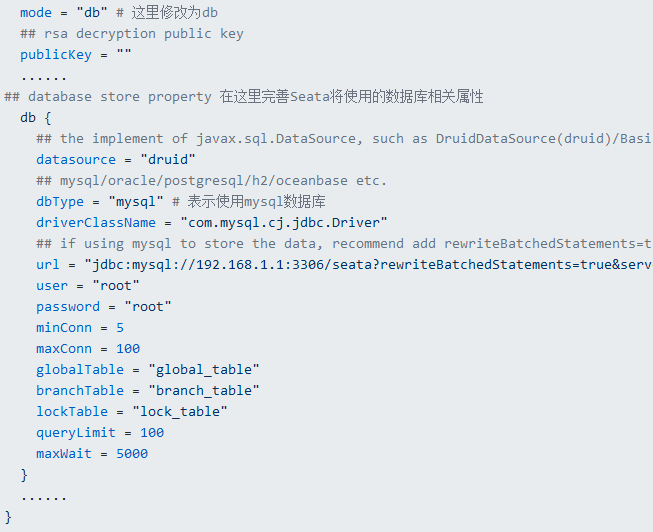 mode = "db" # 这里修改为db
## rsa decryption public key
publicKey = ""
......
## database store property 在这里完善Seata将使用的数据库相关属性
db {
## the implement of javax.sql.DataSource, such as DruidDataSource(druid)/Basi
datasource = "druid"
## mysql/oracle/postgresql/h2/oceanbase etc.
dbType = "mysql" # 表示使用mysql数据库
driverClassName = "com.mysql.cj.jdbc.Driver"
## if using mysql to store the data, recommend add rewriteBatchedStatements=t
url = "jdbc:mysql://192.168.1.1:3306/seata?rewriteBatchedStatements=true&serv
user = "root"
password = "root"
minConn = 5
maxConn = 100
globalTable = "global_table"
branchTable = "branch_table"
lockTable = "lock_table"
queryLimit = 100
maxWait = 5000
}
......
}